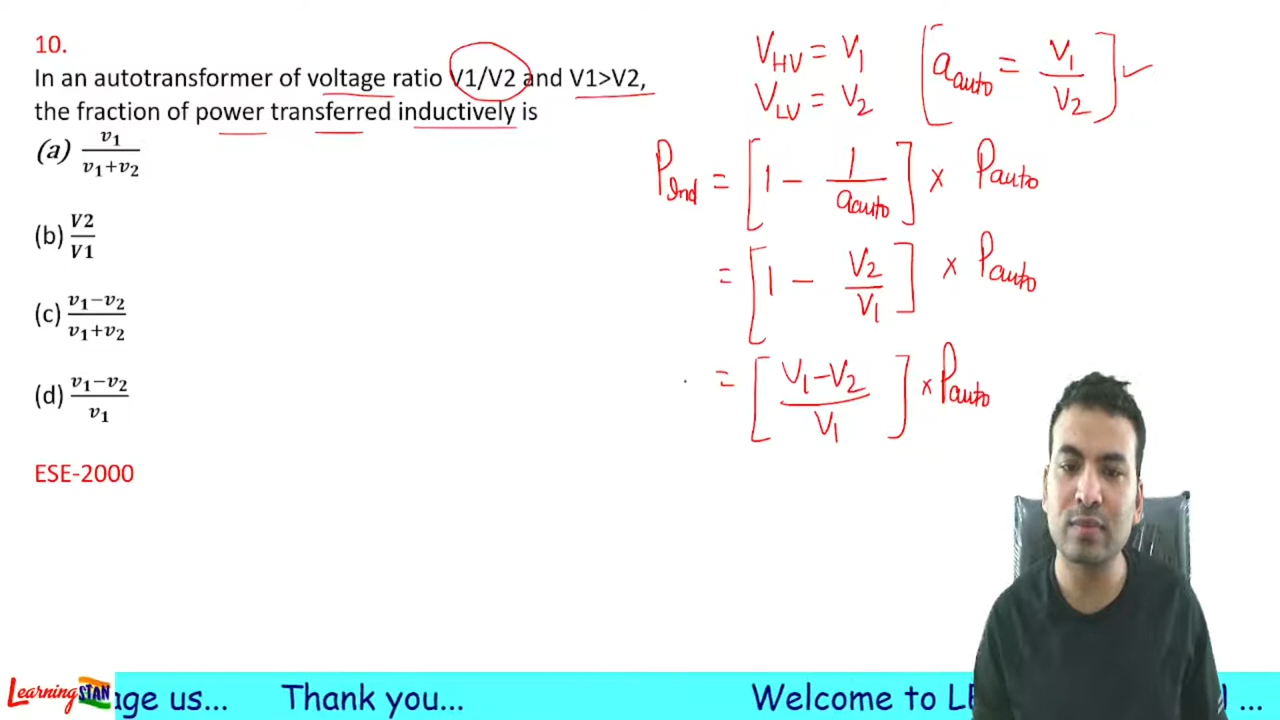 10.
In an autotransformer of voltage ratio V1/V2 and V1>V2,
the fraction of power transferred inductively is
(a) v₁/(v₁+v₂)
(b) V2/V1
(c) (v₁−v₂)/(v₁+v₂)
(d) (v₁−v₂)/v₁
ESE-2000
V_HV = V₁
V_LV = V₂
[a_auto = V₁/V₂] ✓
P_Ind = [1 − 1/a_auto] × P_auto
= [1 − V₂/V₁] × P_auto
= [(V₁−V₂)/V₁] × P_auto
Learning STAN
age us... Thank you... Welcome to LE ...